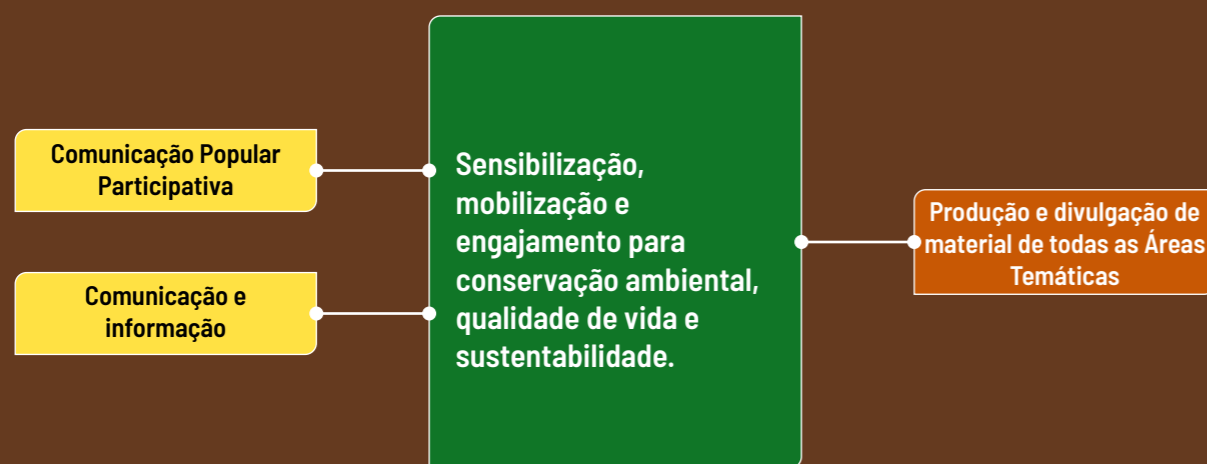 Comunicação Popular
Participativa
Comunicação e
informação
Sensibilização,
mobilização e
engajamento para
conservação ambiental,
qualidade de vida e
sustentabilidade.
Produção e divulgação de
material de todas as Áreas
Temáticas